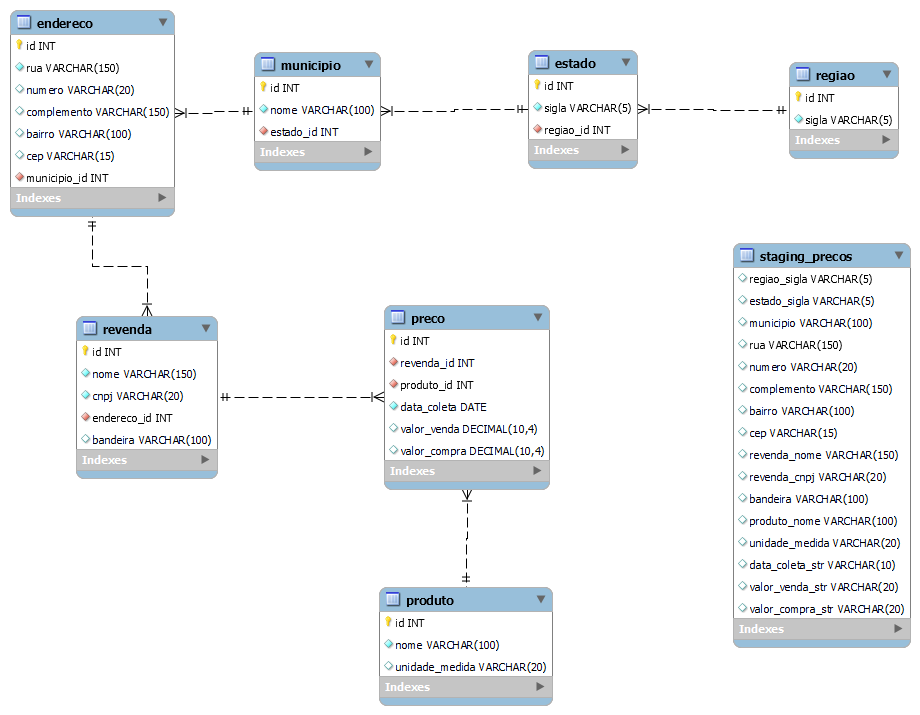 endereco
id INT
rua VARCHAR(150)
numero VARCHAR(20)
complemento VARCHAR(150)
bairro VARCHAR(100)
cep VARCHAR(15)
municipio_id INT
Indexes
municipio
id INT
nome VARCHAR(100)
estado_id INT
Indexes
estado
id INT
sigla VARCHAR(5)
regiao_id INT
Indexes
regiao
id INT
sigla VARCHAR(5)
Indexes
revenda
id INT
nome VARCHAR(150)
cnpj VARCHAR(20)
endereco_id INT
bandeira VARCHAR(100)
Indexes
preco
id INT
revenda_id INT
produto_id INT
data_coleta DATE
valor_venda DECIMAL(10,4)
valor_compra DECIMAL(10,4)
Indexes
staging_precos
regiao_sigla VARCHAR(5)
estado_sigla VARCHAR(5)
municipio VARCHAR(100)
rua VARCHAR(150)
numero VARCHAR(20)
complemento VARCHAR(150)
bairro VARCHAR(100)
cep VARCHAR(15)
revenda_nome VARCHAR(150)
revenda_cnpj VARCHAR(20)
bandeira VARCHAR(100)
produto_nome VARCHAR(100)
unidade_medida VARCHAR(20)
data_coleta_str VARCHAR(10)
valor_venda_str VARCHAR(20)
valor_compra_str VARCHAR(20)
Indexes
produto
id INT
nome VARCHAR(100)
unidade_medida VARCHAR(20)
Indexes